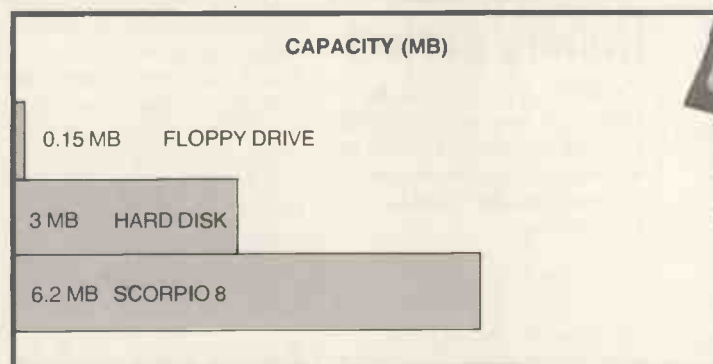 CAPACITY (MB)
0.15 MB FLOPPY DRIVE
3 MB HARD DISK
6.2 MB SCORPIO 8